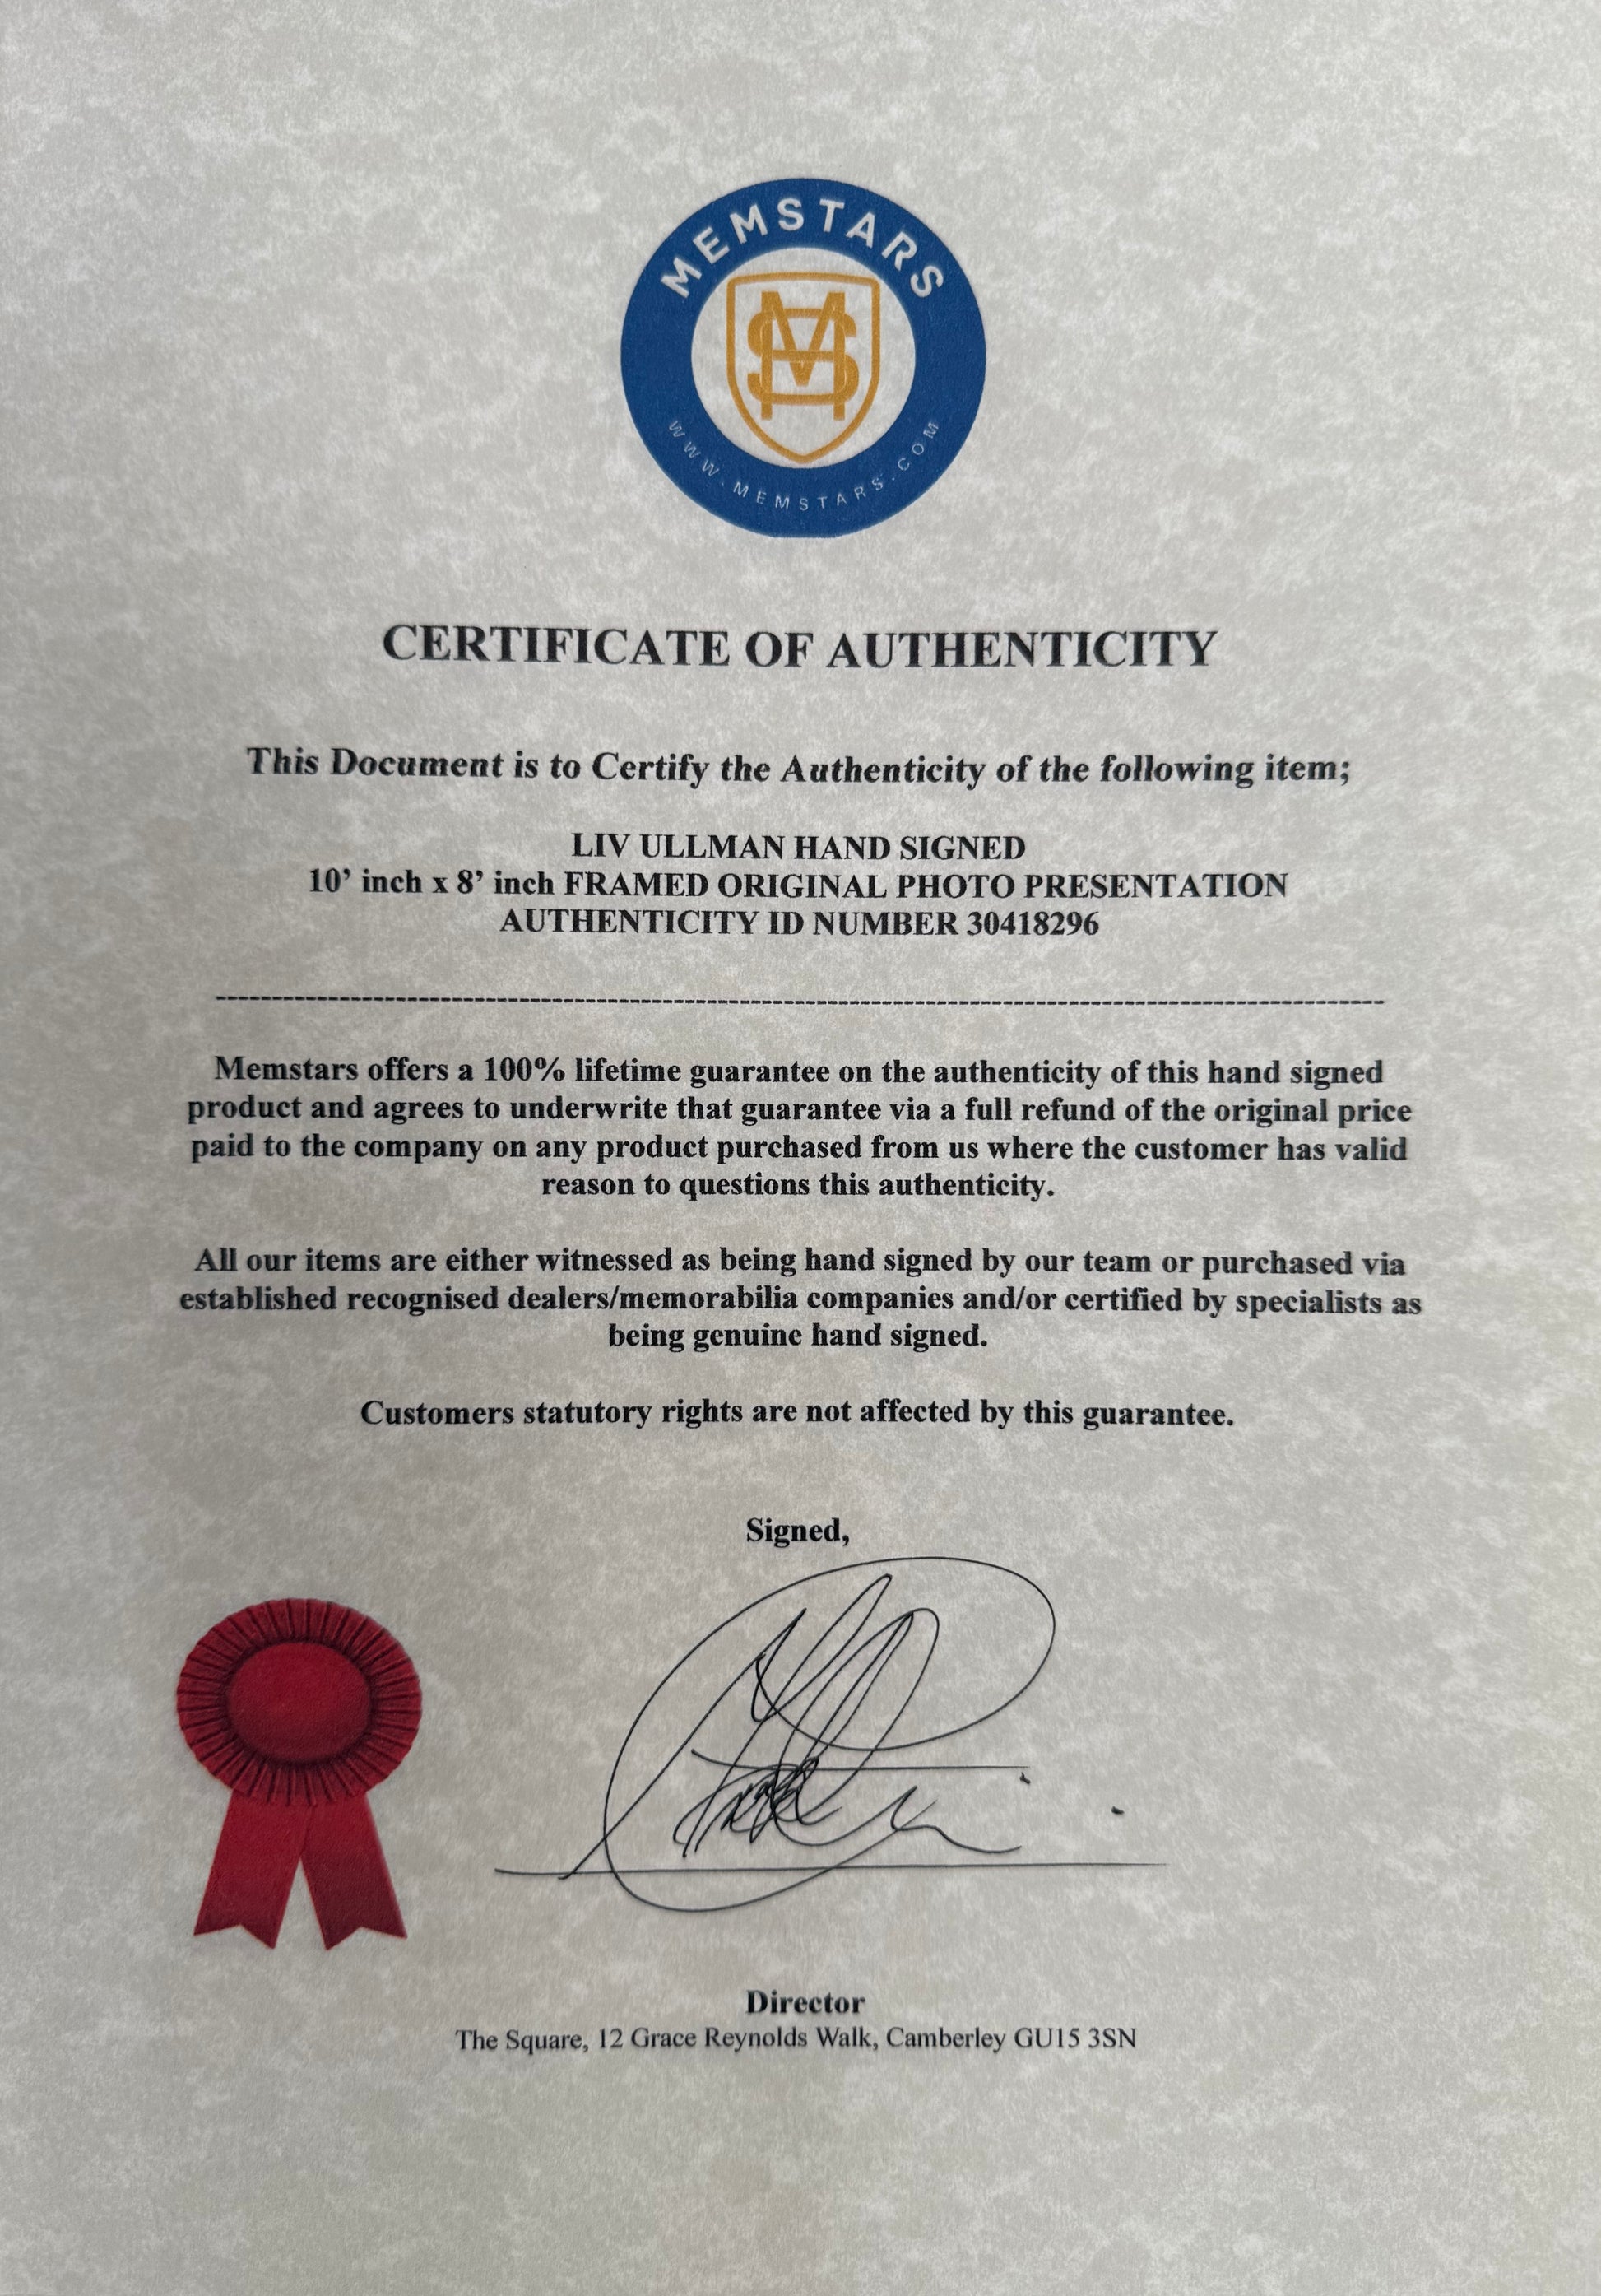 MEMSTARS
MS
WWW.MEMSTARS.COM
CERTIFICATE OF AUTHENTICITY
This Document is to Certify the Authenticity of the following item;
LIV ULLMAN HAND SIGNED
10’ inch x 8’ inch FRAMED ORIGINAL PHOTO PRESENTATION
AUTHENTICITY ID NUMBER 30418296
Memstars offers a 100% lifetime guarantee on the authenticity of this hand signed
product and agrees to underwrite that guarantee via a full refund of the original price
paid to the company on any product purchased from us where the customer has valid
reason to questions this authenticity.
All our items are either witnessed as being hand signed by our team or purchased via
established recognised dealers/memorabilia companies and/or certified by specialists as
being genuine hand signed.
Customers statutory rights are not affected by this guarantee.
Signed,
Director
The Square, 12 Grace Reynolds Walk, Camberley GU15 3SN